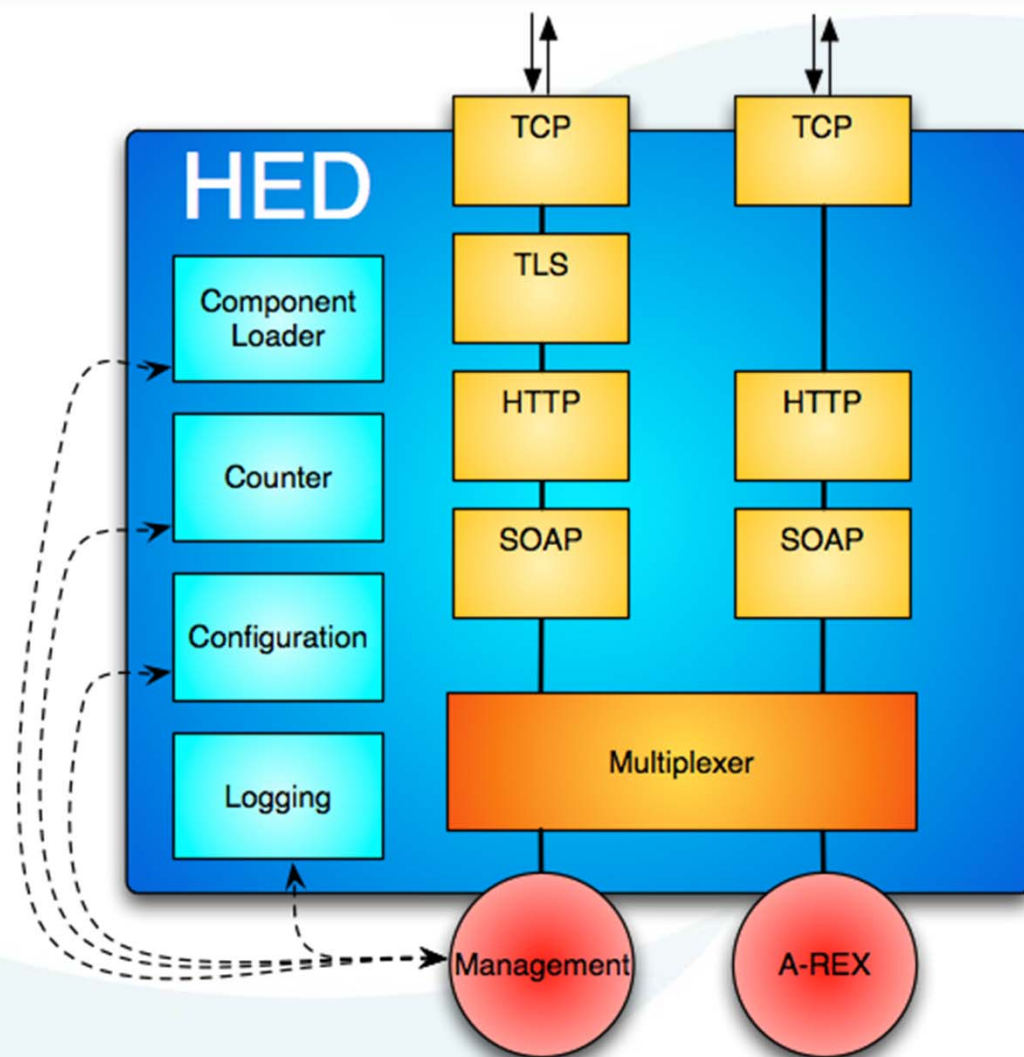 TCP
TCP
HED
TLS
Component
Loader
HTTP
HTTP
Counter
SOAP
SOAP
Configuration
Multiplexer
Logging
Management
A-REX